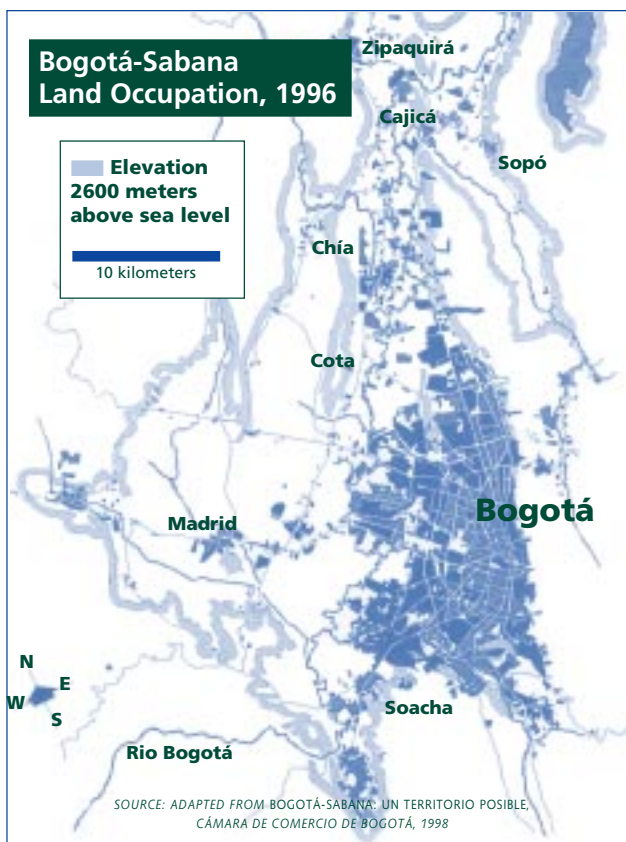 Bogotá-Sabana
Land Occupation, 1996
Elevation
2600 meters
above sea level
10 kilometers
Zipaquirá
Cajicá
Sopó
Chía
Cota
Bogotá
Madrid
N
E
W
S
Soacha
Rio Bogotá
SOURCE: ADAPTED FROM BOGOTÁ-SABANA: UN TERRITORIO POSIBLE,
CÁMARA DE COMERCIO DE BOGOTÁ, 1998